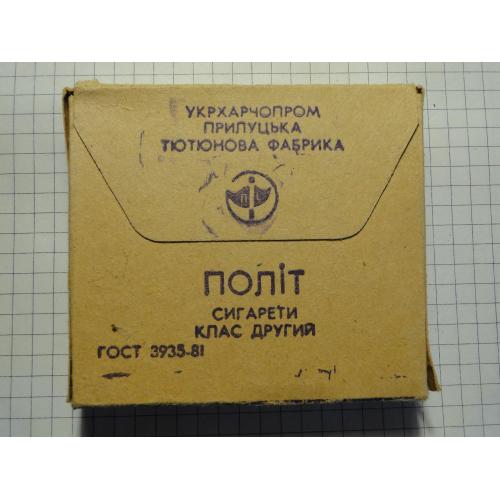 УКРХАРЧОПРОМ
ПРИЛУЦЬКА
ТЮТЮНОВА ФАБРИКА
ПОЛІТ
СИГАРЕТИ
КЛАС ДРУГИЙ
ГОСТ 3935-81